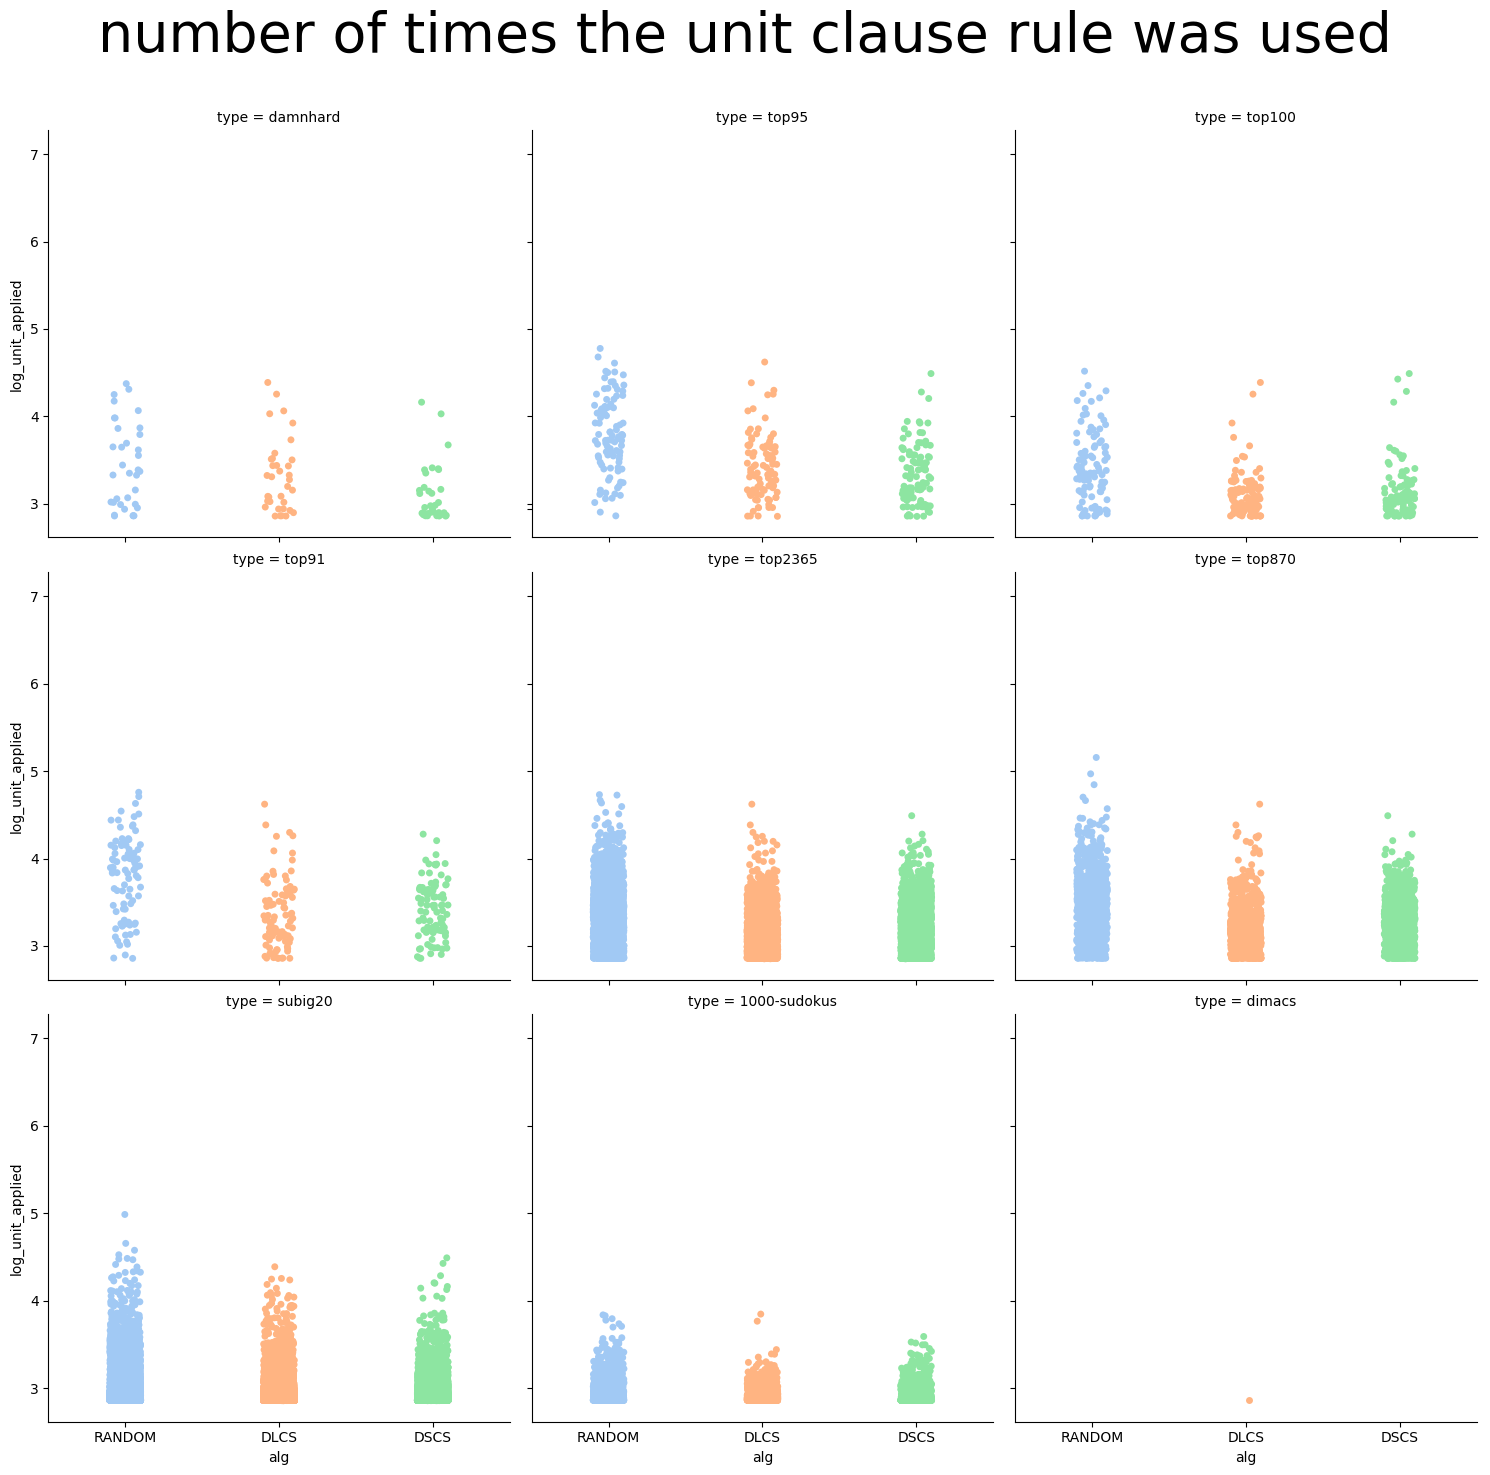 number of times the unit clause rule was used
type = damnhard
type = top95
type = top100
7
6
5
4
3
log_unit_applied
type = top91
type = top2365
type = top870
7
6
5
4
3
log_unit_applied
type = subig20
type = 1000-sudokus
type = dimacs
7
6
5
4
3
log_unit_applied
RANDOM DLCS DSCS
alg
RANDOM DLCS DSCS
alg
RANDOM DLCS DSCS
alg